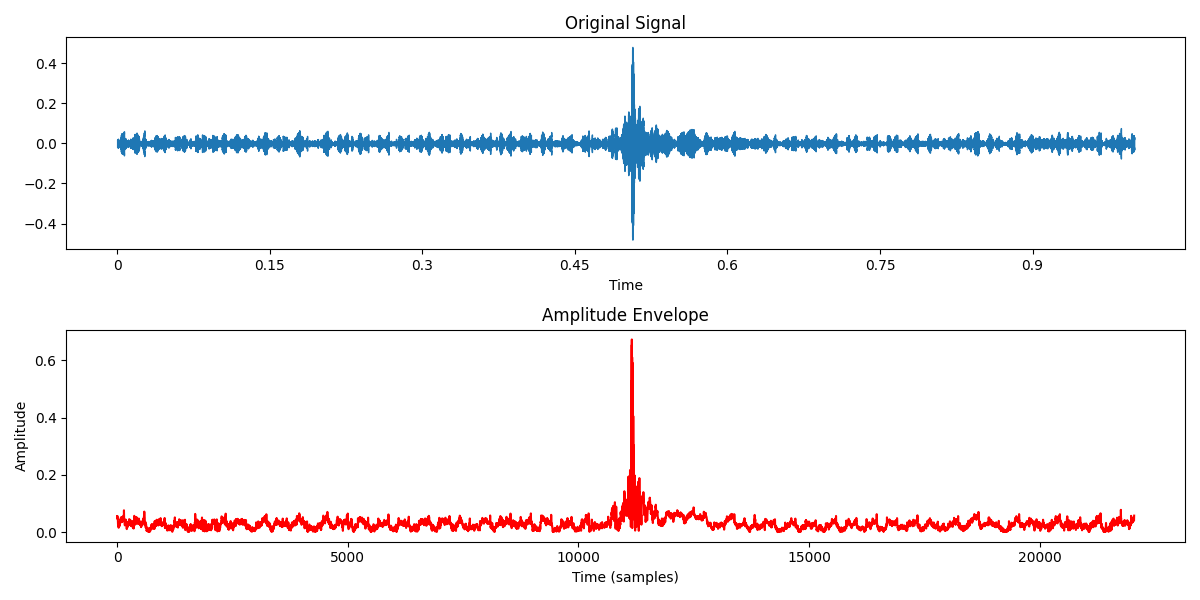 Original Signal
0.4
0.2
0.0
−0.2
−0.4
0 0.15 0.3 0.45 0.6 0.75 0.9
Time
Amplitude Envelope
Amplitude
0.6
0.4
0.2
0.0
0 5000 10000 15000 20000
Time (samples)